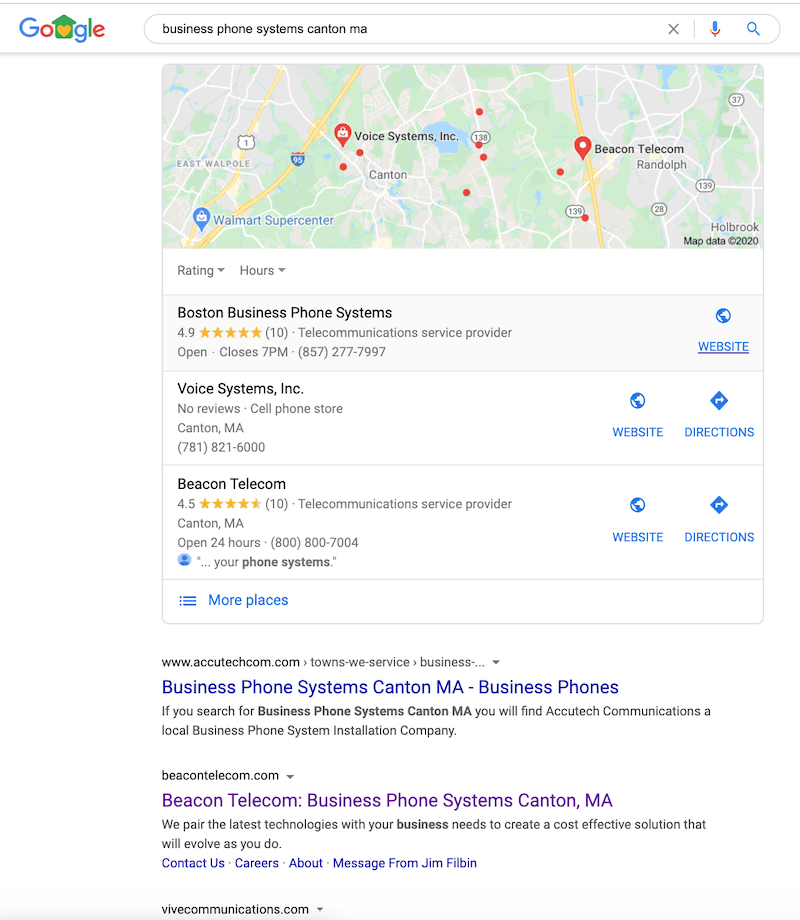 Google
business phone systems canton ma
37
1
Voice Systems, Inc.
138
Beacon Telecom
EAST WALPOLE
95
Randolph
Canton
139
139
28
Walmart Supercenter
Holbrook
Map data ©2020
Rating Hours
Boston Business Phone Systems
4.9 (10) · Telecommunications service provider
Open · Closes 7PM · (857) 277-7997
WEBSITE
Voice Systems, Inc.
No reviews · Cell phone store
Canton, MA
(781) 821-6000
WEBSITE DIRECTIONS
Beacon Telecom
4.5 (10) · Telecommunications service provider
Canton, MA
Open 24 hours · (800) 800-7004
"... your phone systems."
WEBSITE DIRECTIONS
More places
www.accutechcom.com › towns-we-service › business-...
Business Phone Systems Canton MA - Business Phones
If you search for Business Phone Systems Canton MA you will find Accutech Communications a
local Business Phone System Installation Company.
beacontelecom.com
Beacon Telecom: Business Phone Systems Canton, MA
We pair the latest technologies with your business needs to create a cost effective solution that
will evolve as you do.
Contact Us · Careers · About · Message From Jim Filbin
vivecommunications.com